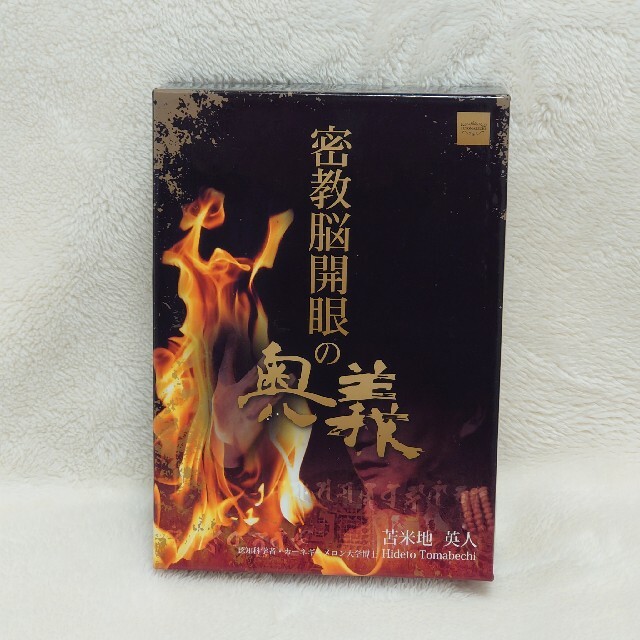 密教脳開眼の
奥義
苫米地 英人
認知科学者・カーネギーメロン大学博士 Hideto Tomabechi